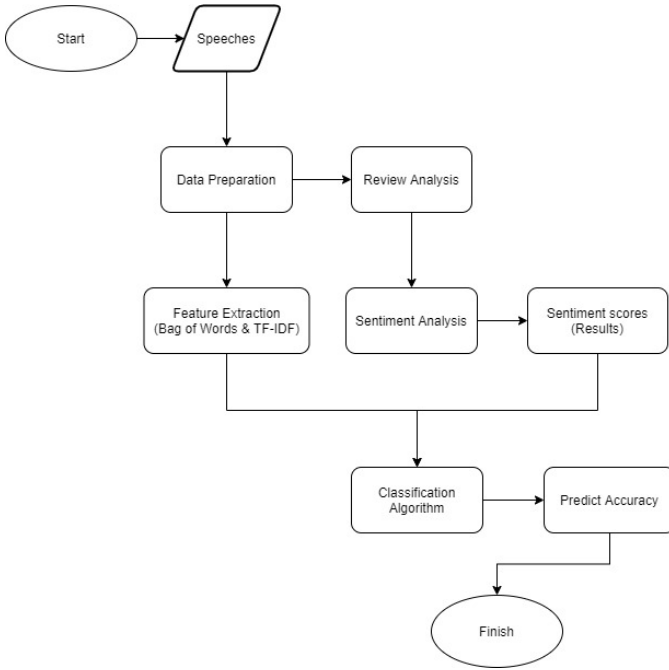 Start
Speeches
Data Preparation
Review Analysis
Feature Extraction
(Bag of Words & TF-IDF)
Sentiment Analysis
Sentiment scores
(Results)
Classification
Algorithm
Predict Accuracy
Finish